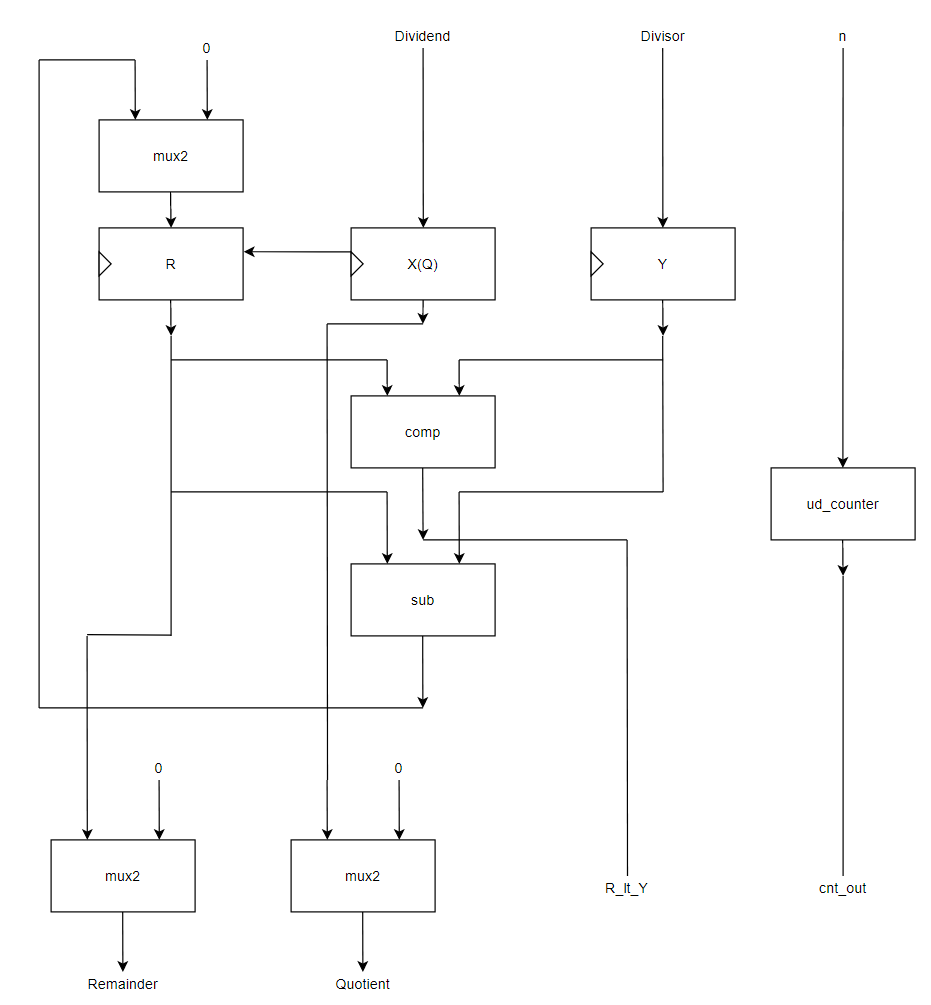 Dividend
Divisor
n
0
mux2
R
X(Q)
Y
comp
ud_counter
sub
0
0
mux2
mux2
R_lt_Y
cnt_out
Remainder
Quotient